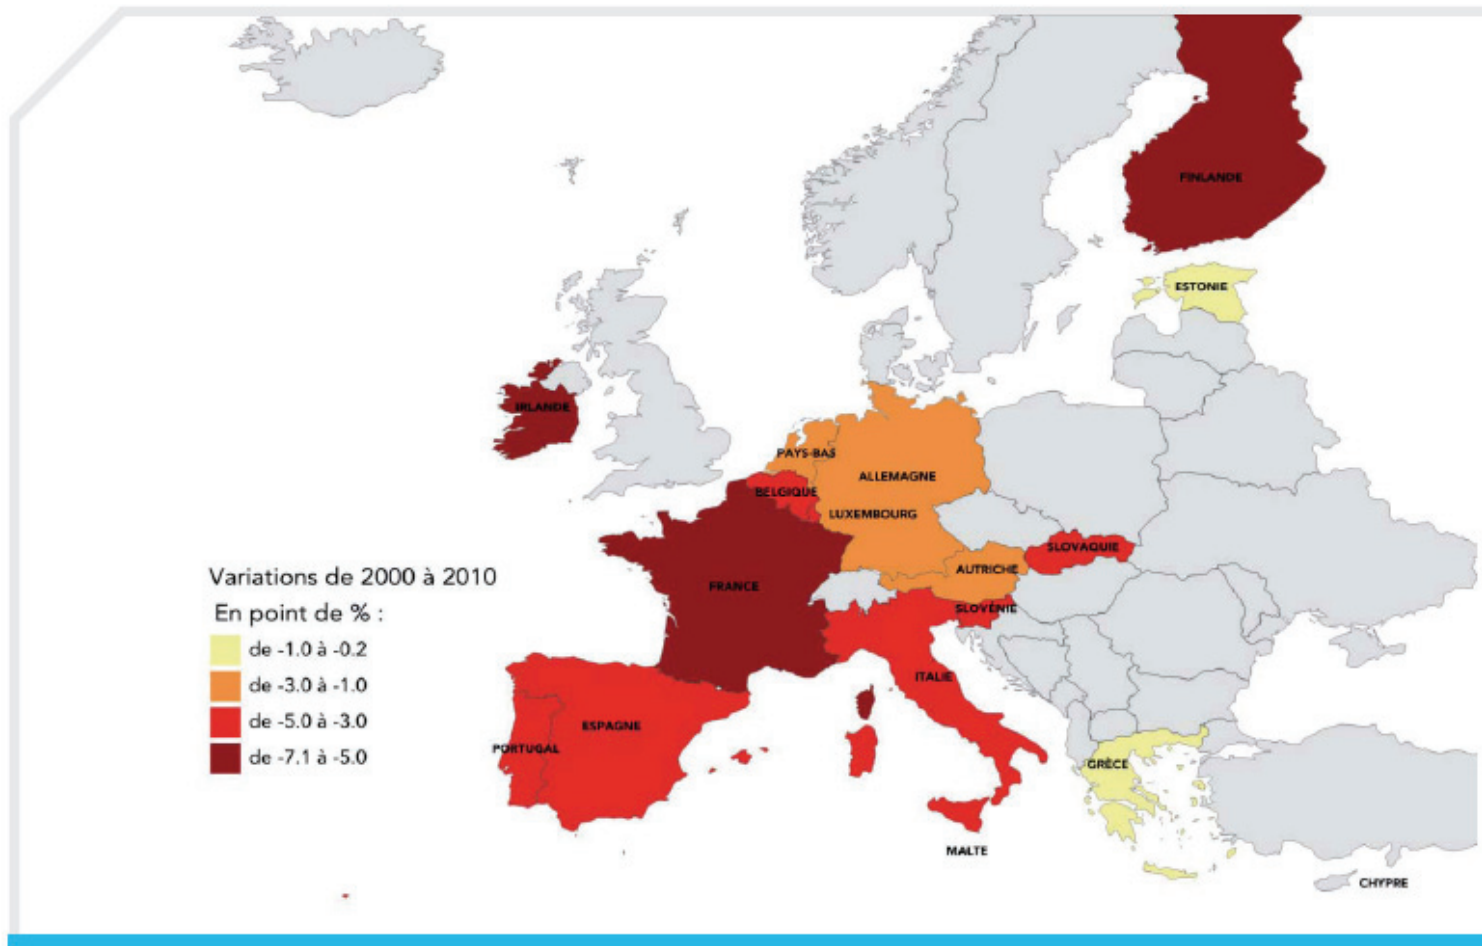 FINLANDE
ESTONIE
IRLANDE
PAYS-BAS
ALLEMAGNE
BELGIQUE
LUXEMBOURG
SLOVAQUIE
AUTRICHE
FRANCE
SLOVÉNIE
ITALIE
ESPAGNE
PORTUGAL
GRÈCE
MALTE
CHYPRE
Variations de 2000 à 2010
En point de % :
de -1.0 à -0.2
de -3.0 à -1.0
de -5.0 à -3.0
de -7.1 à -5.0